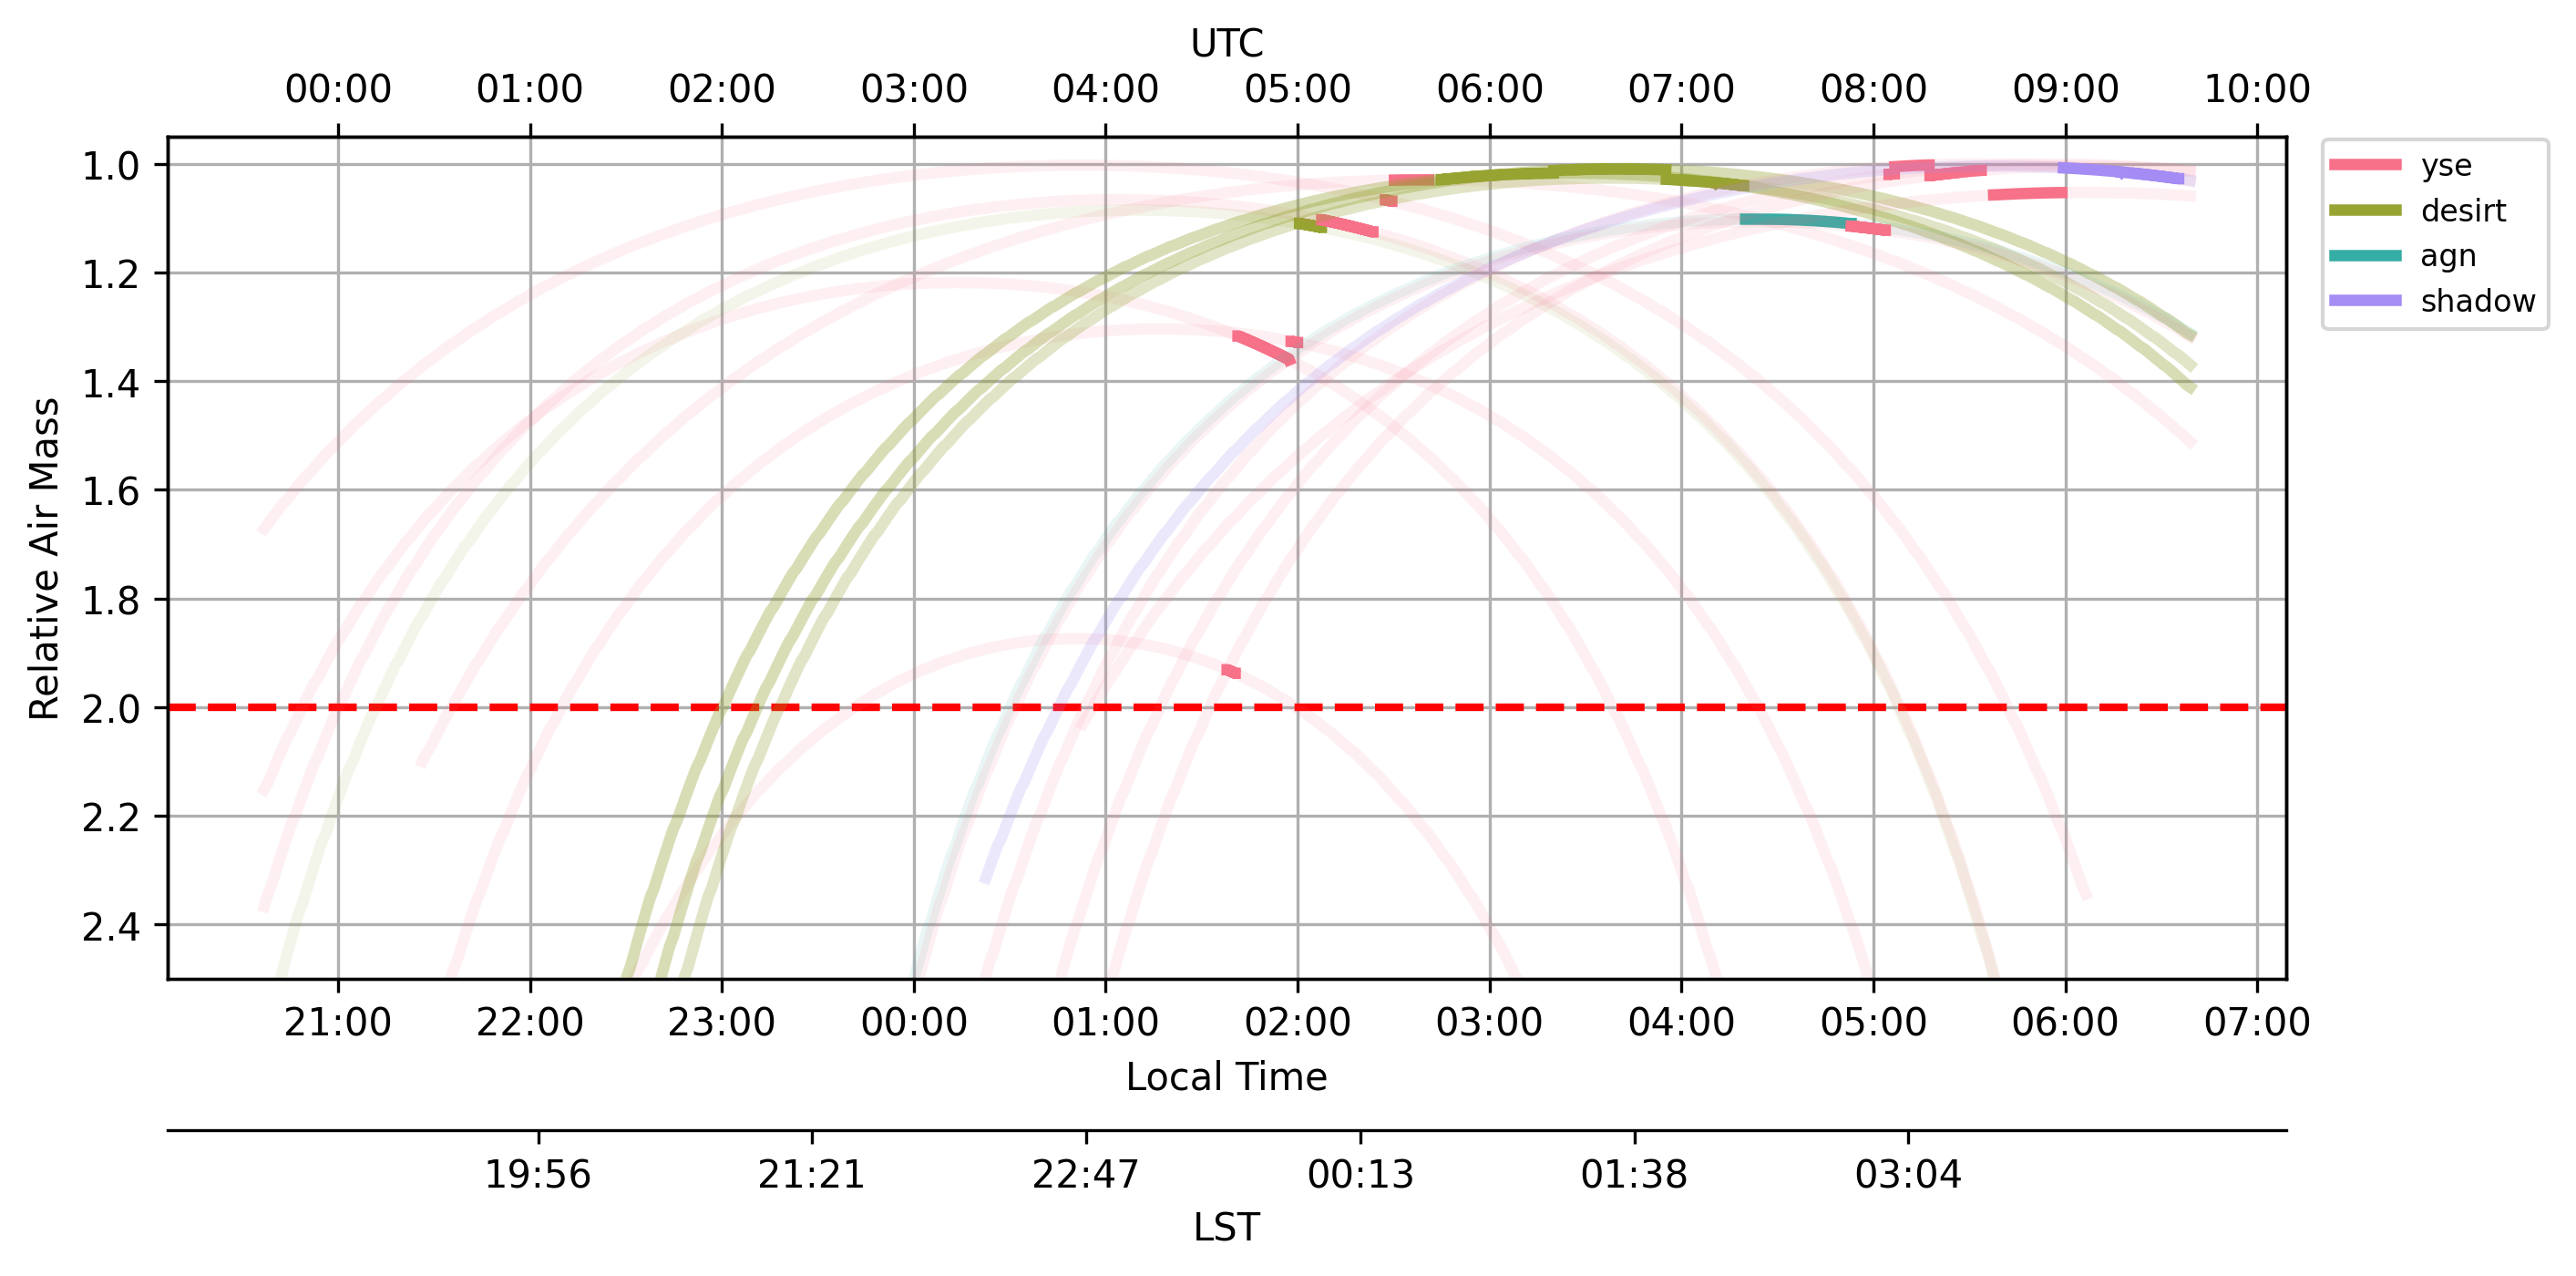 UTC
00:00 01:00 02:00 03:00 04:00 05:00 06:00 07:00 08:00 09:00 10:00
Relative Air Mass
1.0
1.2
1.4
1.6
1.8
2.0
2.2
2.4
yse
desirt
agn
shadow
21:00 22:00 23:00 00:00 01:00 02:00 03:00 04:00 05:00 06:00 07:00
Local Time
19:56 21:21 22:47 00:13 01:38 03:04
LST